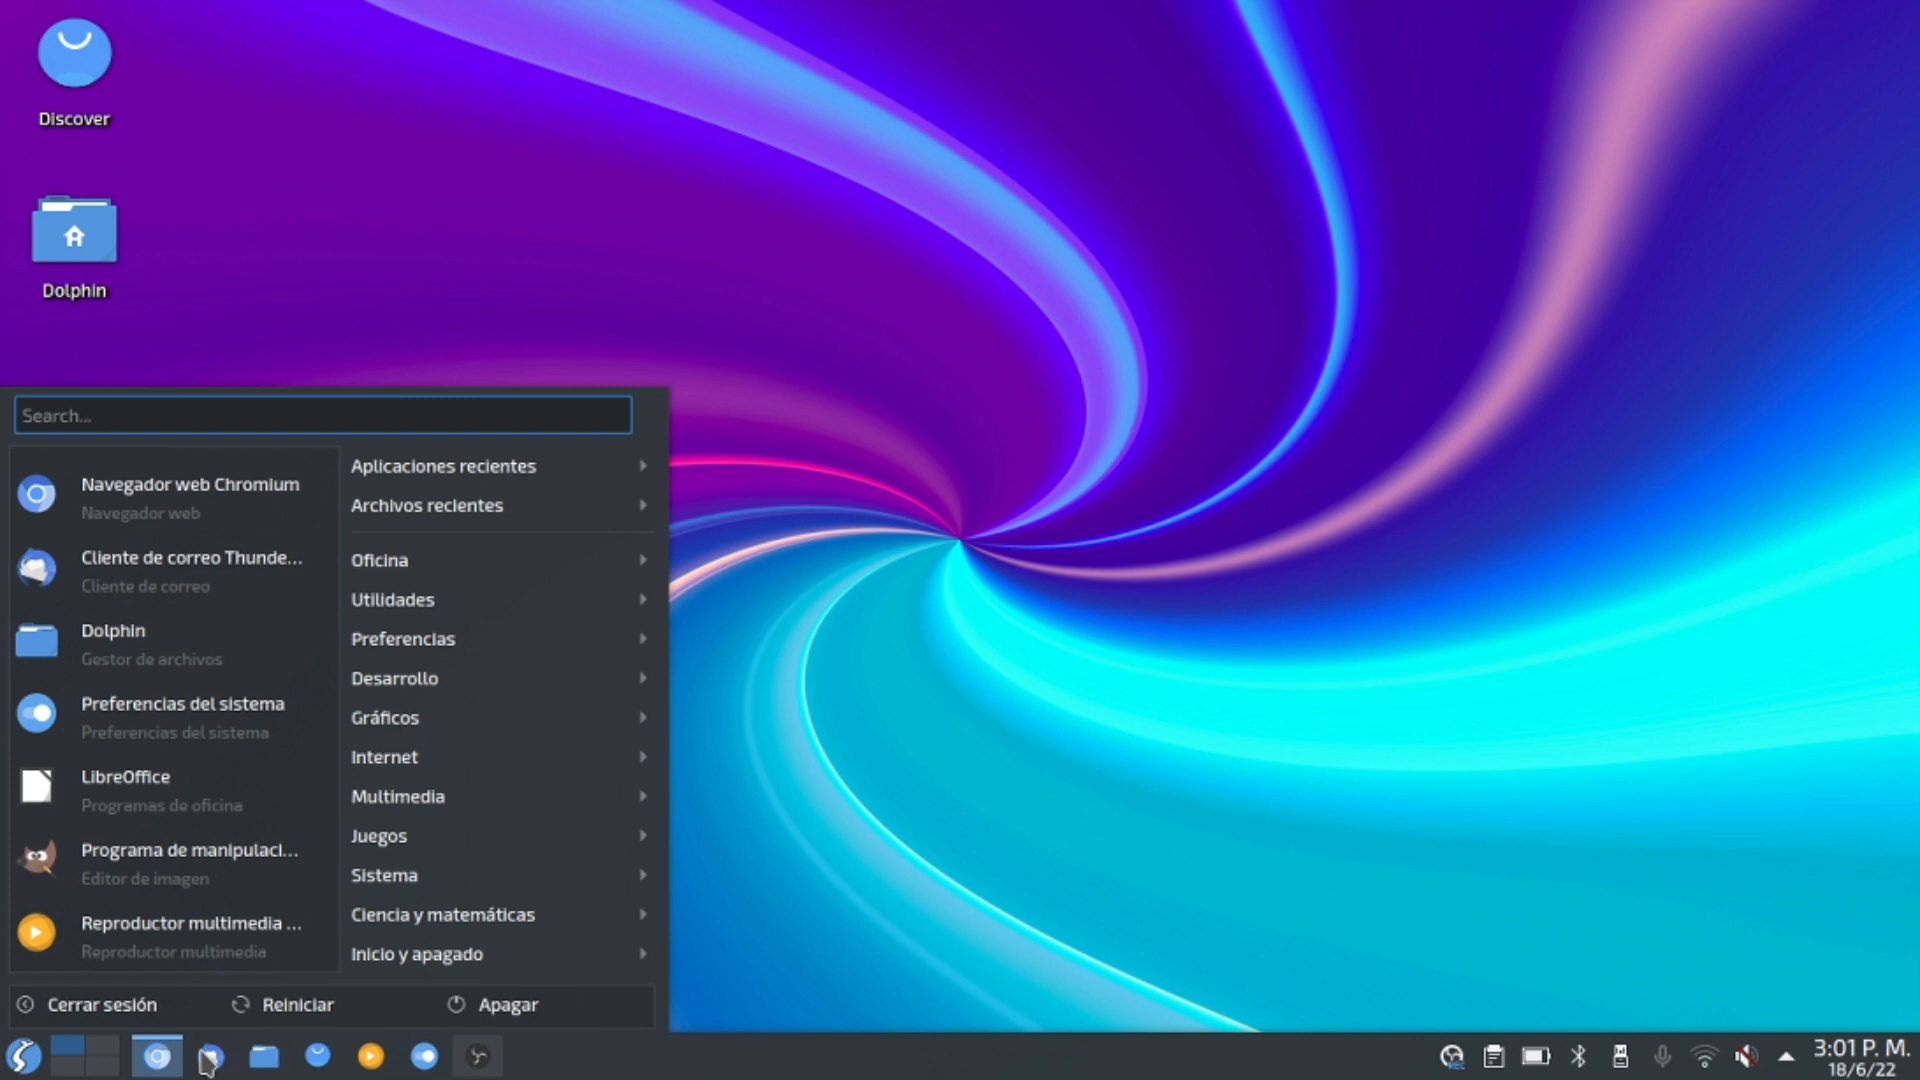 Discover
Dolphin
Search...
Navegador web Chromium
Navegador web
Cliente de correo Thunde...
Cliente de correo
Dolphin
Gestor de archivos
Preferencias del sistema
Preferencias del sistema
LibreOffice
Programas de oficina
Programa de manipulaci...
Editor de imagen
Reproductor multimedia ...
Reproductor multimedia
Aplicaciones recientes
Archivos recientes
Oficina
Utilidades
Preferencias
Desarrollo
Gráficos
Internet
Multimedia
Juegos
Sistema
Ciencia y matemáticas
Inicio y apagado
Cerrar sesión
Reiniciar
Apagar
3:01 P. M.
18/6/22